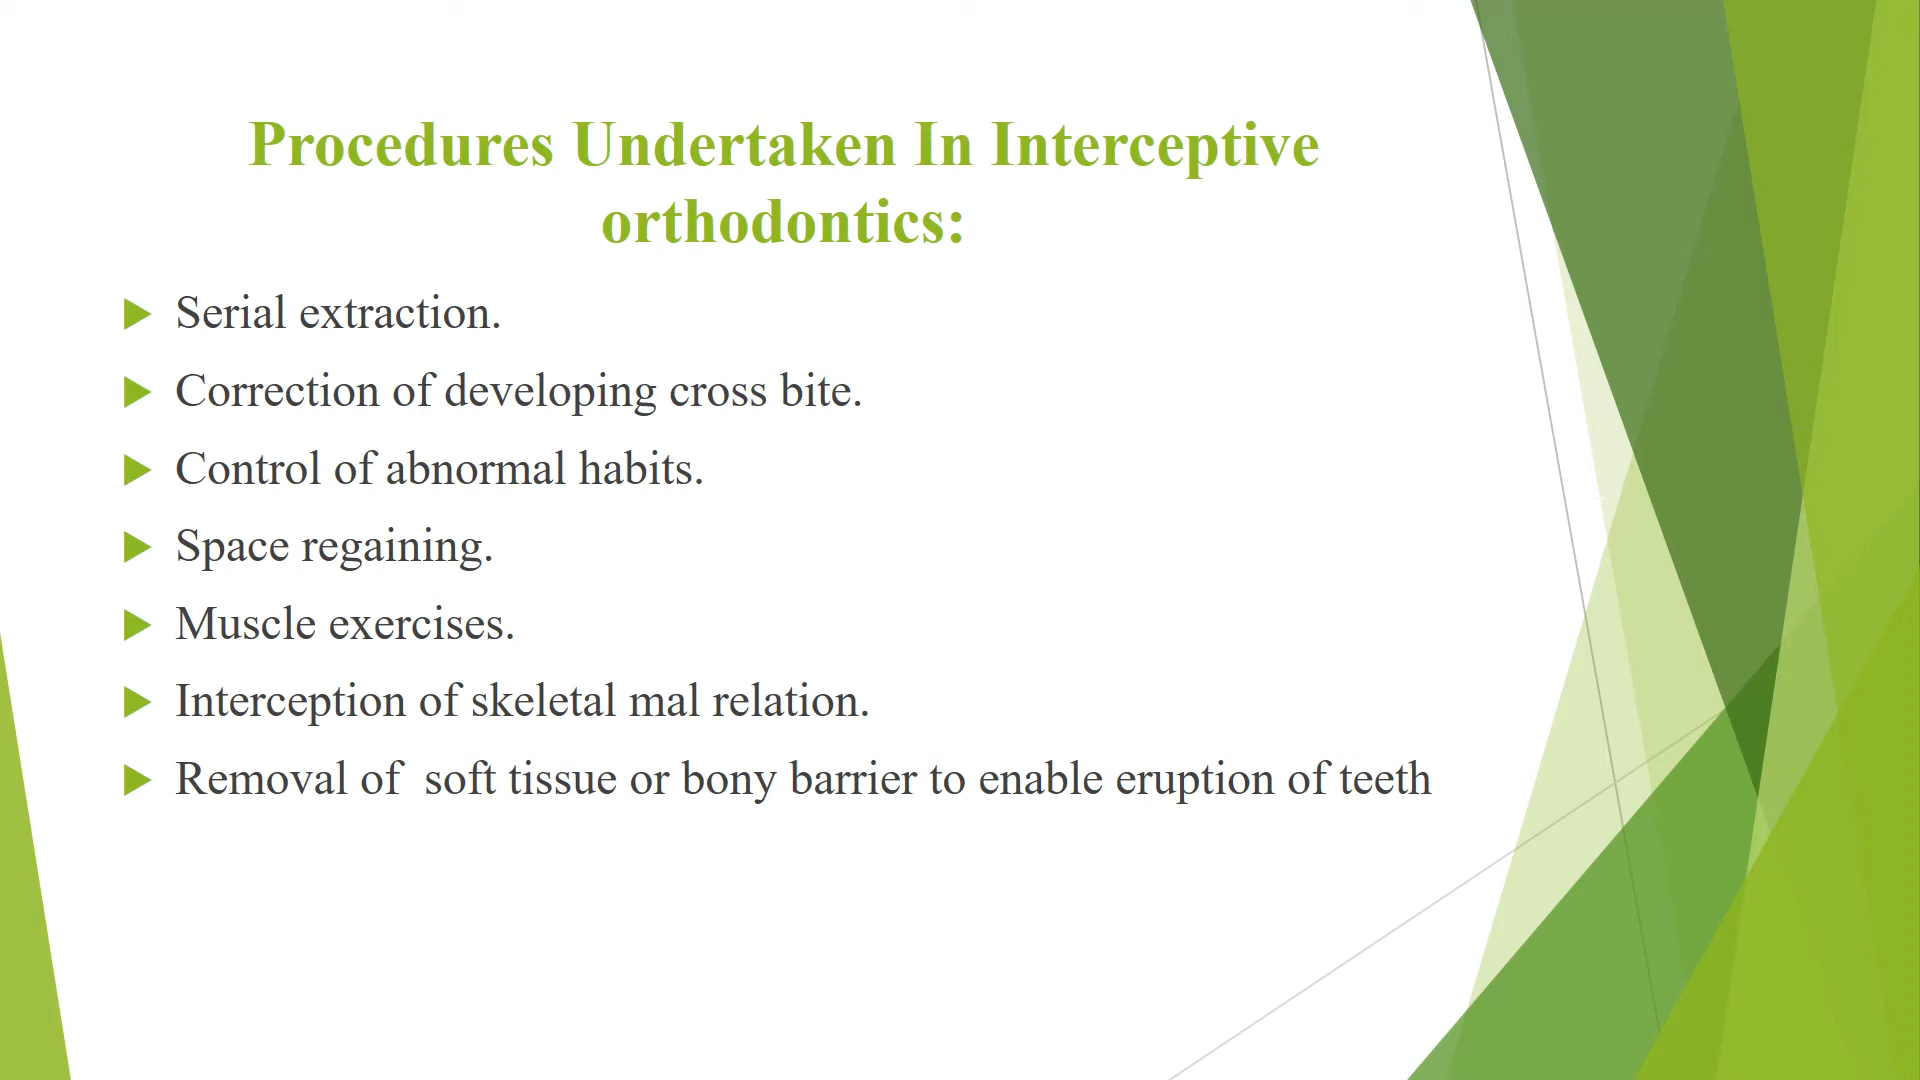 Procedures Undertaken In Interceptive
orthodontics:
Serial extraction.
Correction of developing cross bite.
Control of abnormal habits.
Space regaining.
Muscle exercises.
Interception of skeletal mal relation.
Removal of  soft tissue or bony barrier to enable eruption of teeth